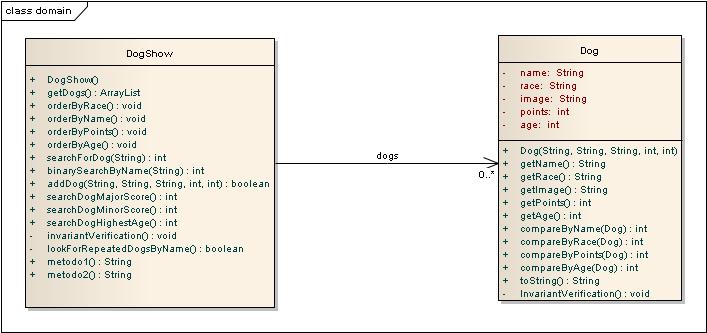 class domain
DogShow
+ DogShow()
+ getDogs() : ArrayList
+ orderByRace() : void
+ orderByName() : void
+ orderByPoints() : void
+ orderByAge() : void
+ searchForDog(String) : int
+ binarySearchByName(String) : int
+ addDog(String, String, String, int, int) : boolean
+ searchDogMajorScore() : int
+ searchDogMinorScore() : int
+ searchDogHighestAge() : int
- invariantVerification() : void
- lookForRepeatedDogsByName() : boolean
+ metodo1() : String
+ metodo2() : String
dogs
0..*
Dog
- name: String
- race: String
- image: String
- points: int
- age: int
+ Dog(String, String, String, int, int)
+ getName() : String
+ getRace() : String
+ getImage() : String
+ getPoints() : int
+ getAge() : int
+ compareByName(Dog) : int
+ compareByRace(Dog) : int
+ compareByPoints(Dog) : int
+ compareByAge(Dog) : int
+ toString() : String
- InvariantVerification() : void